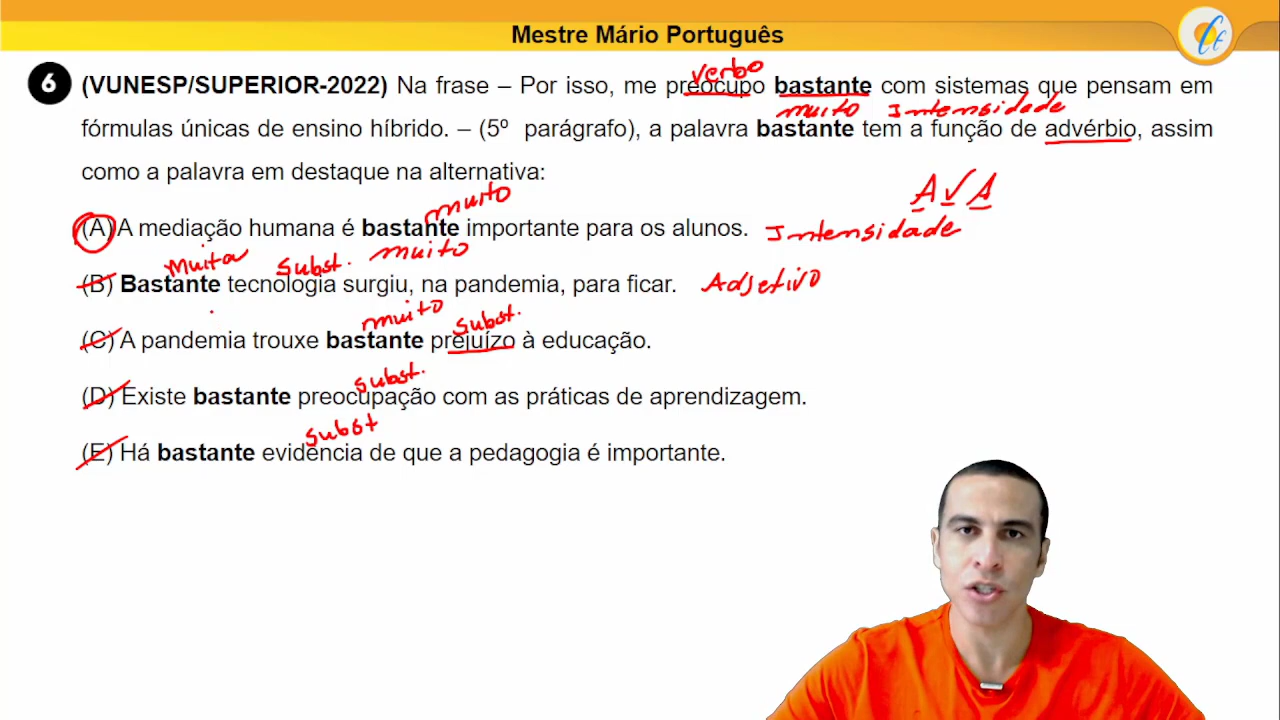 Mestre Mário Português
6 (VUNESP/SUPERIOR-2022) Na frase – Por isso, me preocupo bastante com sistemas que pensam em
verbo
muito Intensidade
fórmulas únicas de ensino híbrido. – (5º parágrafo), a palavra bastante tem a função de advérbio, assim
como a palavra em destaque na alternativa:
A V A
muito
(A) A mediação humana é bastante importante para os alunos. Intensidade
Muita Subst. muito
(B) Bastante tecnologia surgiu, na pandemia, para ficar. Adjetivo
muito subst.
(C) A pandemia trouxe bastante prejuízo à educação.
subst.
(D) Existe bastante preocupação com as práticas de aprendizagem.
subst
(E) Há bastante evidência de que a pedagogia é importante.